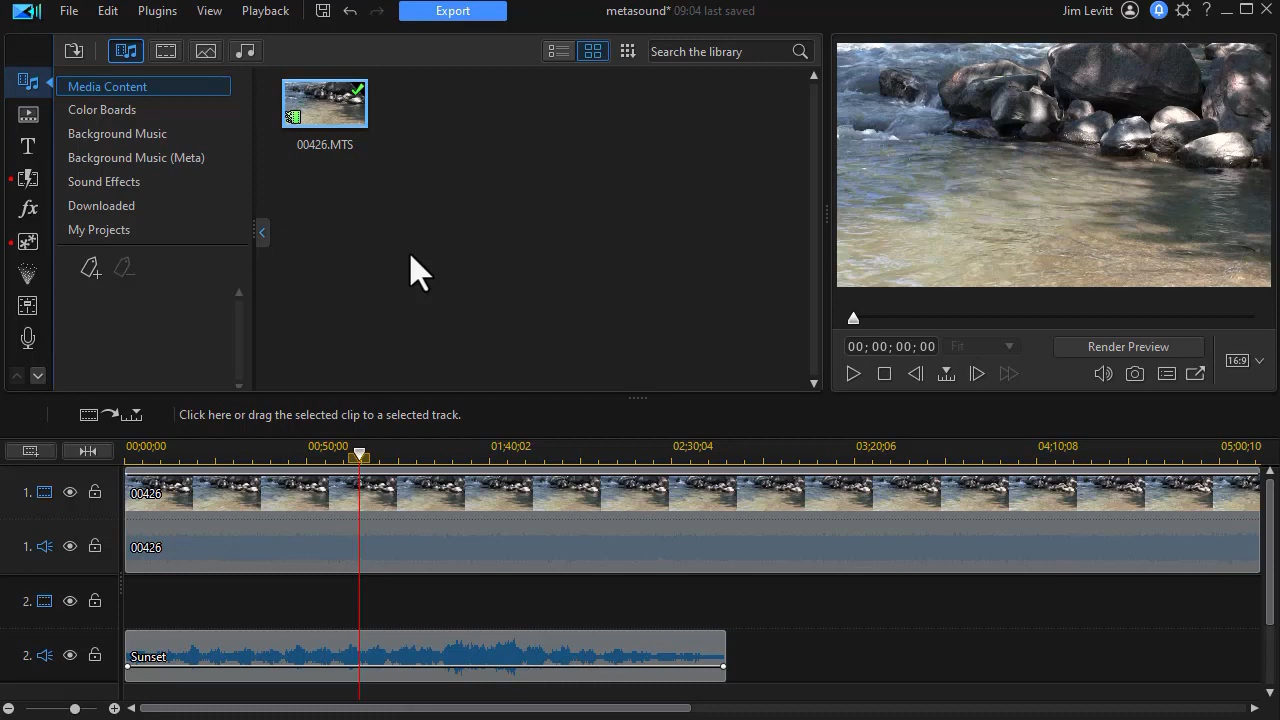 File Edit Plugins View Playback Export metasound* 09:04 last saved Jim Levitt
Search the library
Media Content
Color Boards
Background Music
Background Music (Meta)
Sound Effects
Downloaded
My Projects
00426.MTS
T
fx
00; 00; 00; 00 Fit Render Preview 16:9
Click here or drag the selected clip to a selected track.
00;00;00 00;50;00 01;40;02 02;30;04 03;20;06 04;10;08 05;00;10
1. 00426
1. 00426
2.
2. Sunset